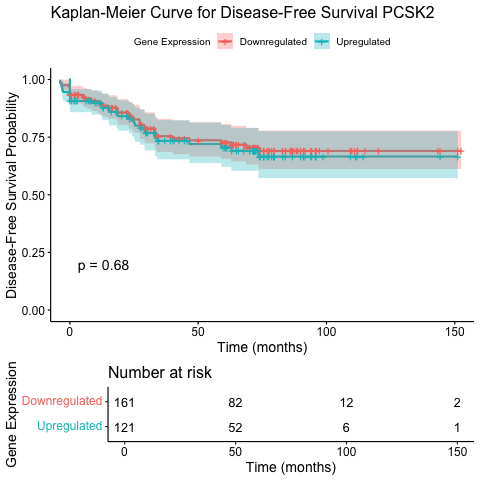 Kaplan-Meier Curve for Disease-Free Survival PCSK2
Gene Expression Downregulated Upregulated
Disease-Free Survival Probability
1.00
0.75
0.50
0.25
0.00
p = 0.68
0 50 100 150
Time (months)
Number at risk
Gene Expression
Downregulated 161 82 12 2
Upregulated 121 52 6 1
0 50 100 150
Time (months)